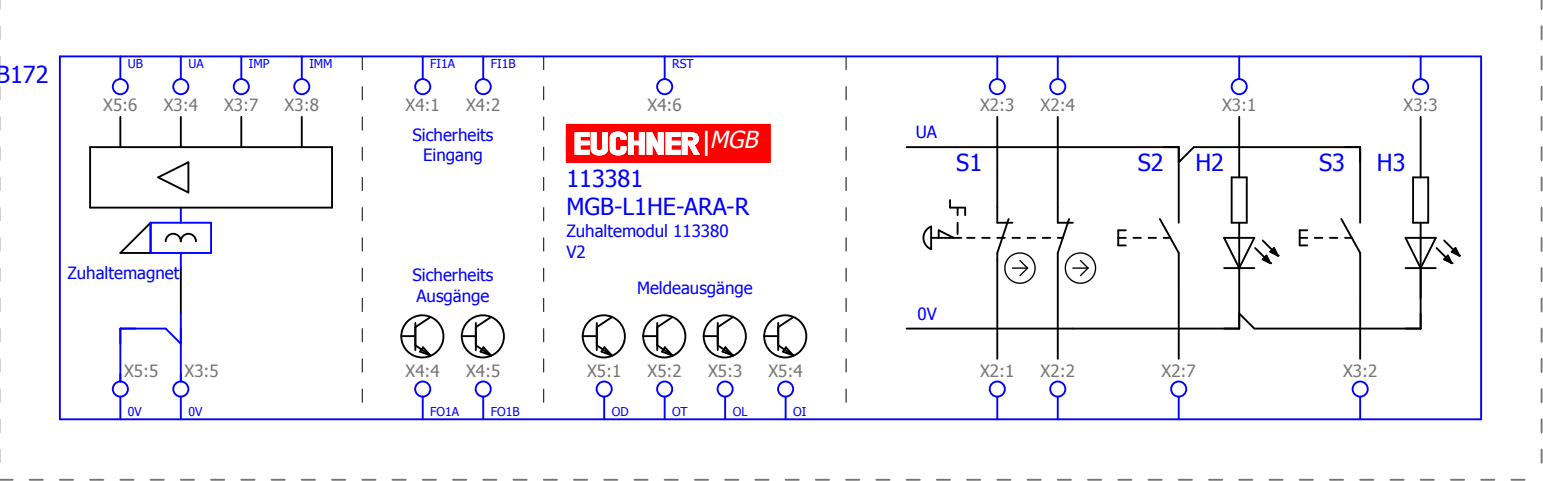 B172
UB UA IMP IMM FI1A FI1B RST
X5:6 X3:4 X3:7 X3:8 X4:1 X4:2 X4:6 X2:3 X2:4 X3:1 X3:3
Sicherheits
Eingang
EUCHNER|MGB
113381
MGB-L1HE-ARA-R
Zuhaltemodul 113380
V2
UA
S1 S2 H2 S3 H3
Zuhaltemagnet
Sicherheits
Ausgänge
Meldeausgänge
0V
X5:5 X3:5 X4:4 X4:5 X5:1 X5:2 X5:3 X5:4 X2:1 X2:2 X2:7 X3:2
0V 0V FO1A FO1B OD OT OL OI